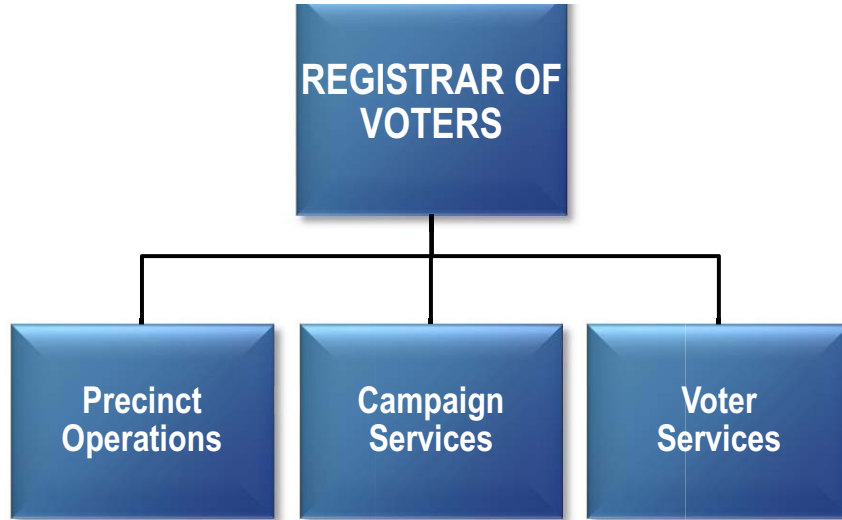 REGISTRAR OF
VOTERS
Precinct
Operations
Campaign
Services
Voter
Services